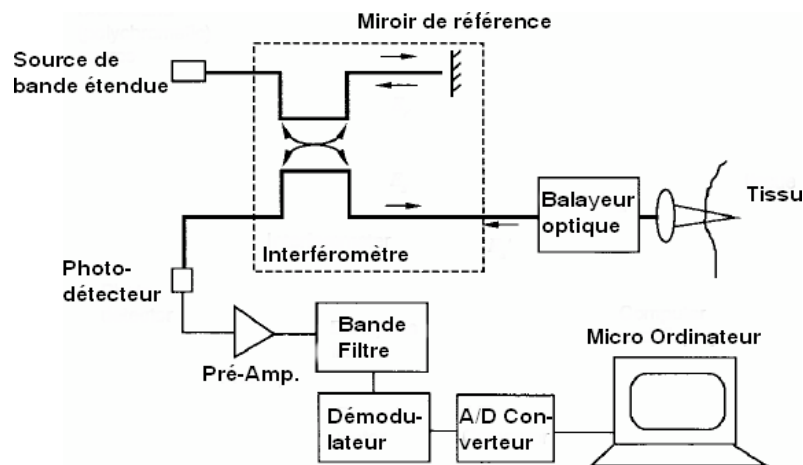 Miroir de référence
Source de
bande étendue
Balayeur
optique
Tissu
Interféromètre
Photo-
détecteur
Pré-Amp.
Bande
Filtre
Micro Ordinateur
Démodu-
lateur
A/D Con-
verteur